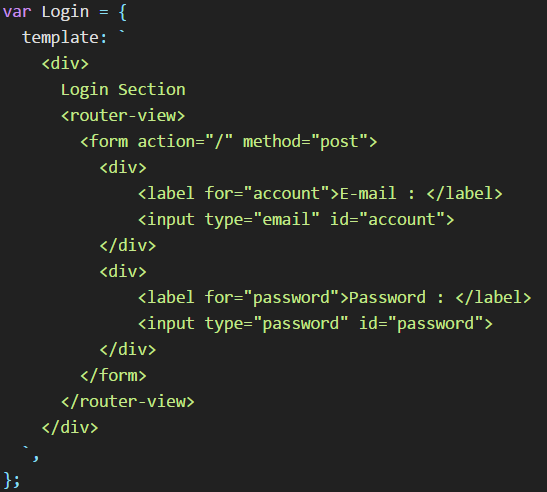 var Login = {
  template: `
    <div>
      Login Section
      <router-view>
        <form action="/" method="post">
          <div>
              <label for="account">E-mail : </label>
              <input type="email" id="account">
          </div>
          <div>
              <label for="password">Password : </label>
              <input type="password" id="password">
          </div>
        </form>
      </router-view>
    </div>
  `,
};